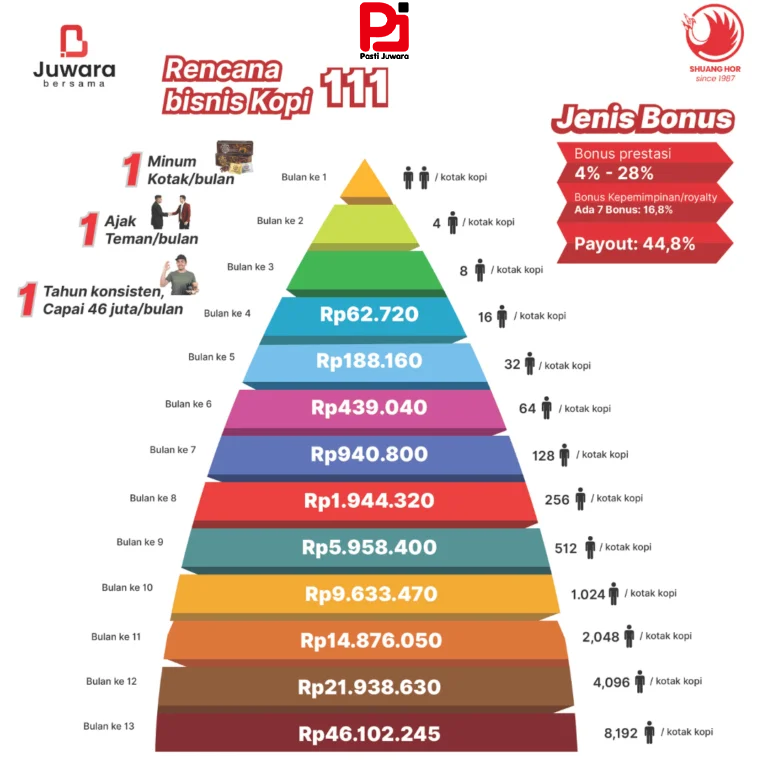 Juwara
bersama
Rencana
bisnis Kopi 111
Pasti Juwara
SHUANG HOR
since 1987
Jenis Bonus
Bonus prestasi
4% - 28%
Bonus Kepemimpinan/royalty
Ada 7 Bonus: 16,8%
Payout: 44,8%
1 Minum
Kotak/bulan
1 Ajak
Teman/bulan
1 Tahun konsisten,
Capai 46 juta/bulan
Bulan ke 1 / kotak kopi
Bulan ke 2 4 / kotak kopi
Bulan ke 3 8 / kotak kopi
Bulan ke 4 Rp62.720 16 / kotak kopi
Bulan ke 5 Rp188.160 32 / kotak kopi
Bulan ke 6 Rp439.040 64 / kotak kopi
Bulan ke 7 Rp940.800 128 / kotak kopi
Bulan ke 8 Rp1.944.320 256 / kotak kopi
Bulan ke 9 Rp5.958.400 512 / kotak kopi
Bulan ke 10 Rp9.633.470 1.024 / kotak kopi
Bulan ke 11 Rp14.876.050 2,048 / kotak kopi
Bulan ke 12 Rp21.938.630 4,096 / kotak kopi
Bulan ke 13 Rp46.102.245 8,192 / kotak kopi